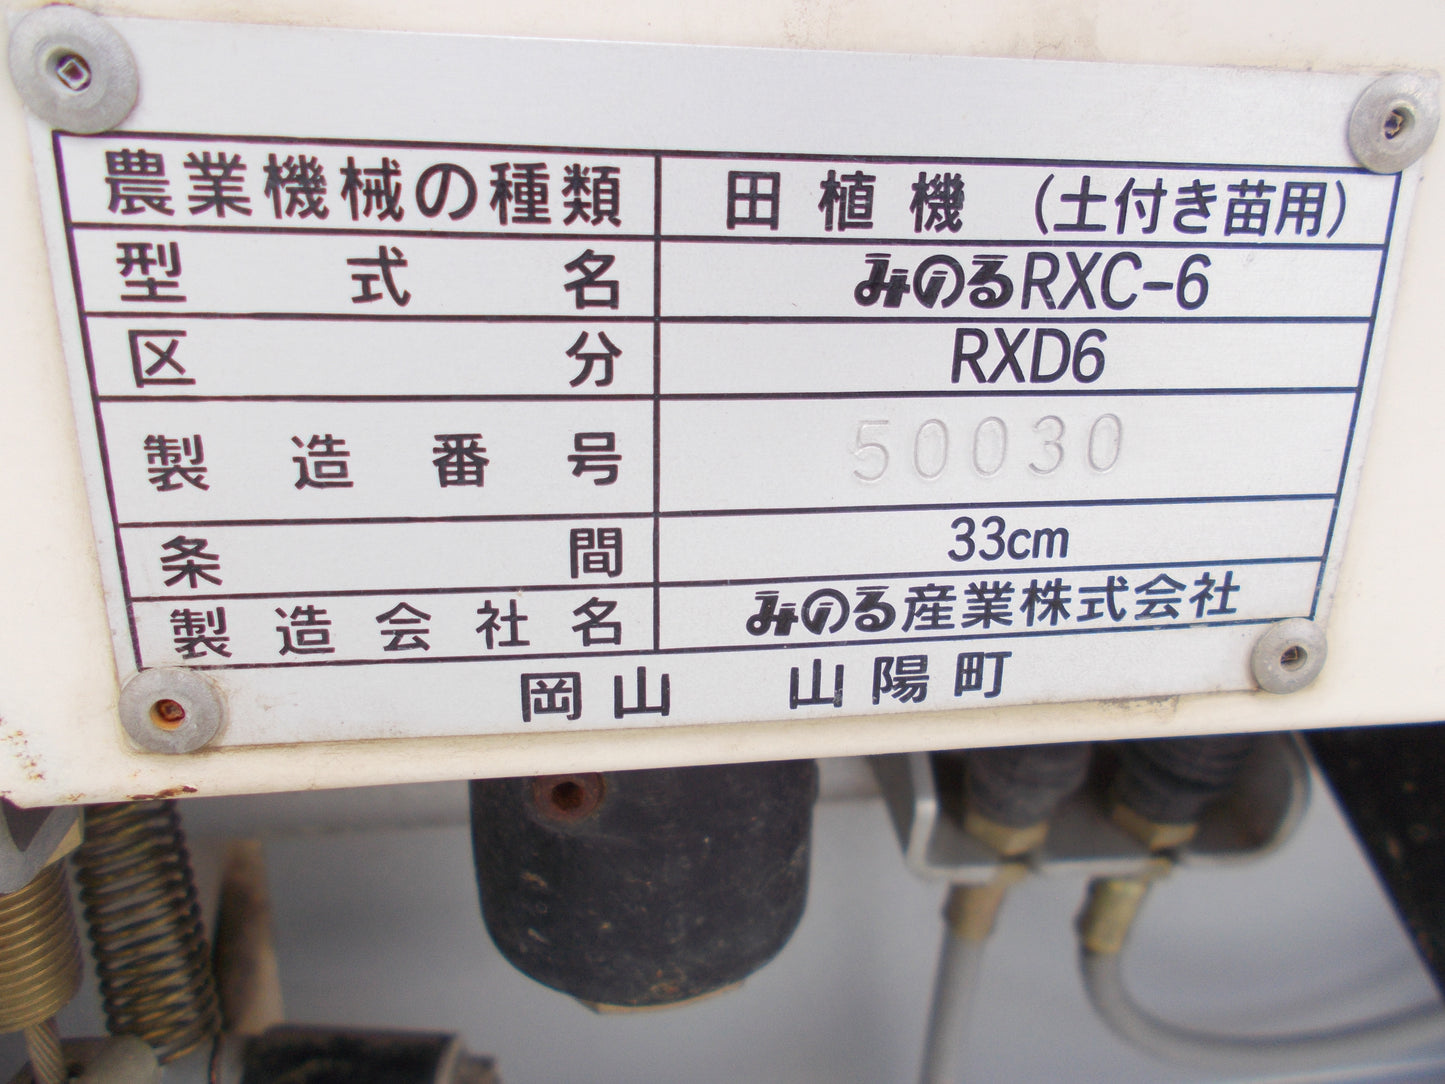 農業機械の種類 田植機 (土付き苗用)
型式名 みのるRXC-6
区分 RXD6
製造番号 50030
条間 33cm
製造会社名 みのる産業株式会社
岡山 山陽町